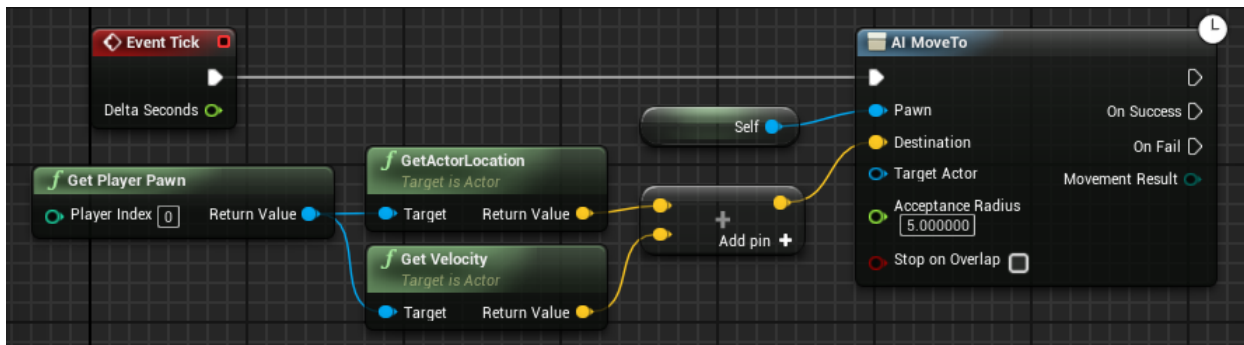 Event Tick
Delta Seconds
Get Player Pawn
Player Index 0 Return Value
GetActorLocation
Target is Actor
Target Return Value
Get Velocity
Target is Actor
Target Return Value
Self
Add pin
AI MoveTo
Pawn On Success
Destination On Fail
Target Actor Movement Result
Acceptance Radius
5.000000
Stop on Overlap